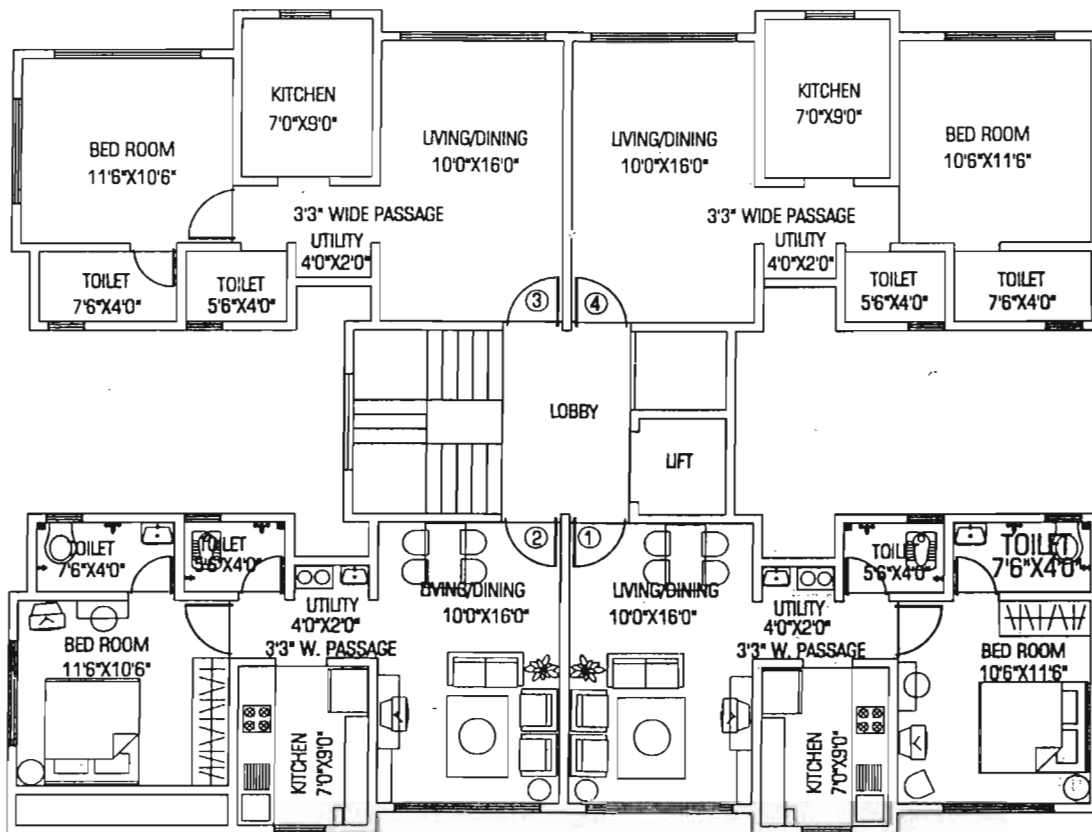 KITCHEN
7'0"X9'0"
BED ROOM
11'6"X10'6"
LIVING/DINING
10'0"X16'0"
LIVING/DINING
10'0"X16'0"
KITCHEN
7'0"X9'0"
BED ROOM
10'6"X11'6"
3'3" WIDE PASSAGE
UTILITY
4'0"X2'0"
3'3" WIDE PASSAGE
UTILITY
4'0"X2'0"
TOILET
7'6"X4'0"
TOILET
5'6"X4'0"
TOILET
5'6"X4'0"
TOILET
7'6"X4'0"
3
4
LOBBY
LIFT
2
1
TOILET
7'6"X4'0"
TOILET
5'6"X4'0"
LIVING/DINING
10'0"X16'0"
LIVING/DINING
10'0"X16'0"
TOILET
5'6"X4'0"
TOILET
7'6"X4'0"
UTILITY
4'0"X2'0"
3'3" W. PASSAGE
UTILITY
4'0"X2'0"
3'3" W. PASSAGE
BED ROOM
11'6"X10'6"
BED ROOM
10'6"X11'6"
KITCHEN
7'0"X9'0"
KITCHEN
7'0"X9'0"